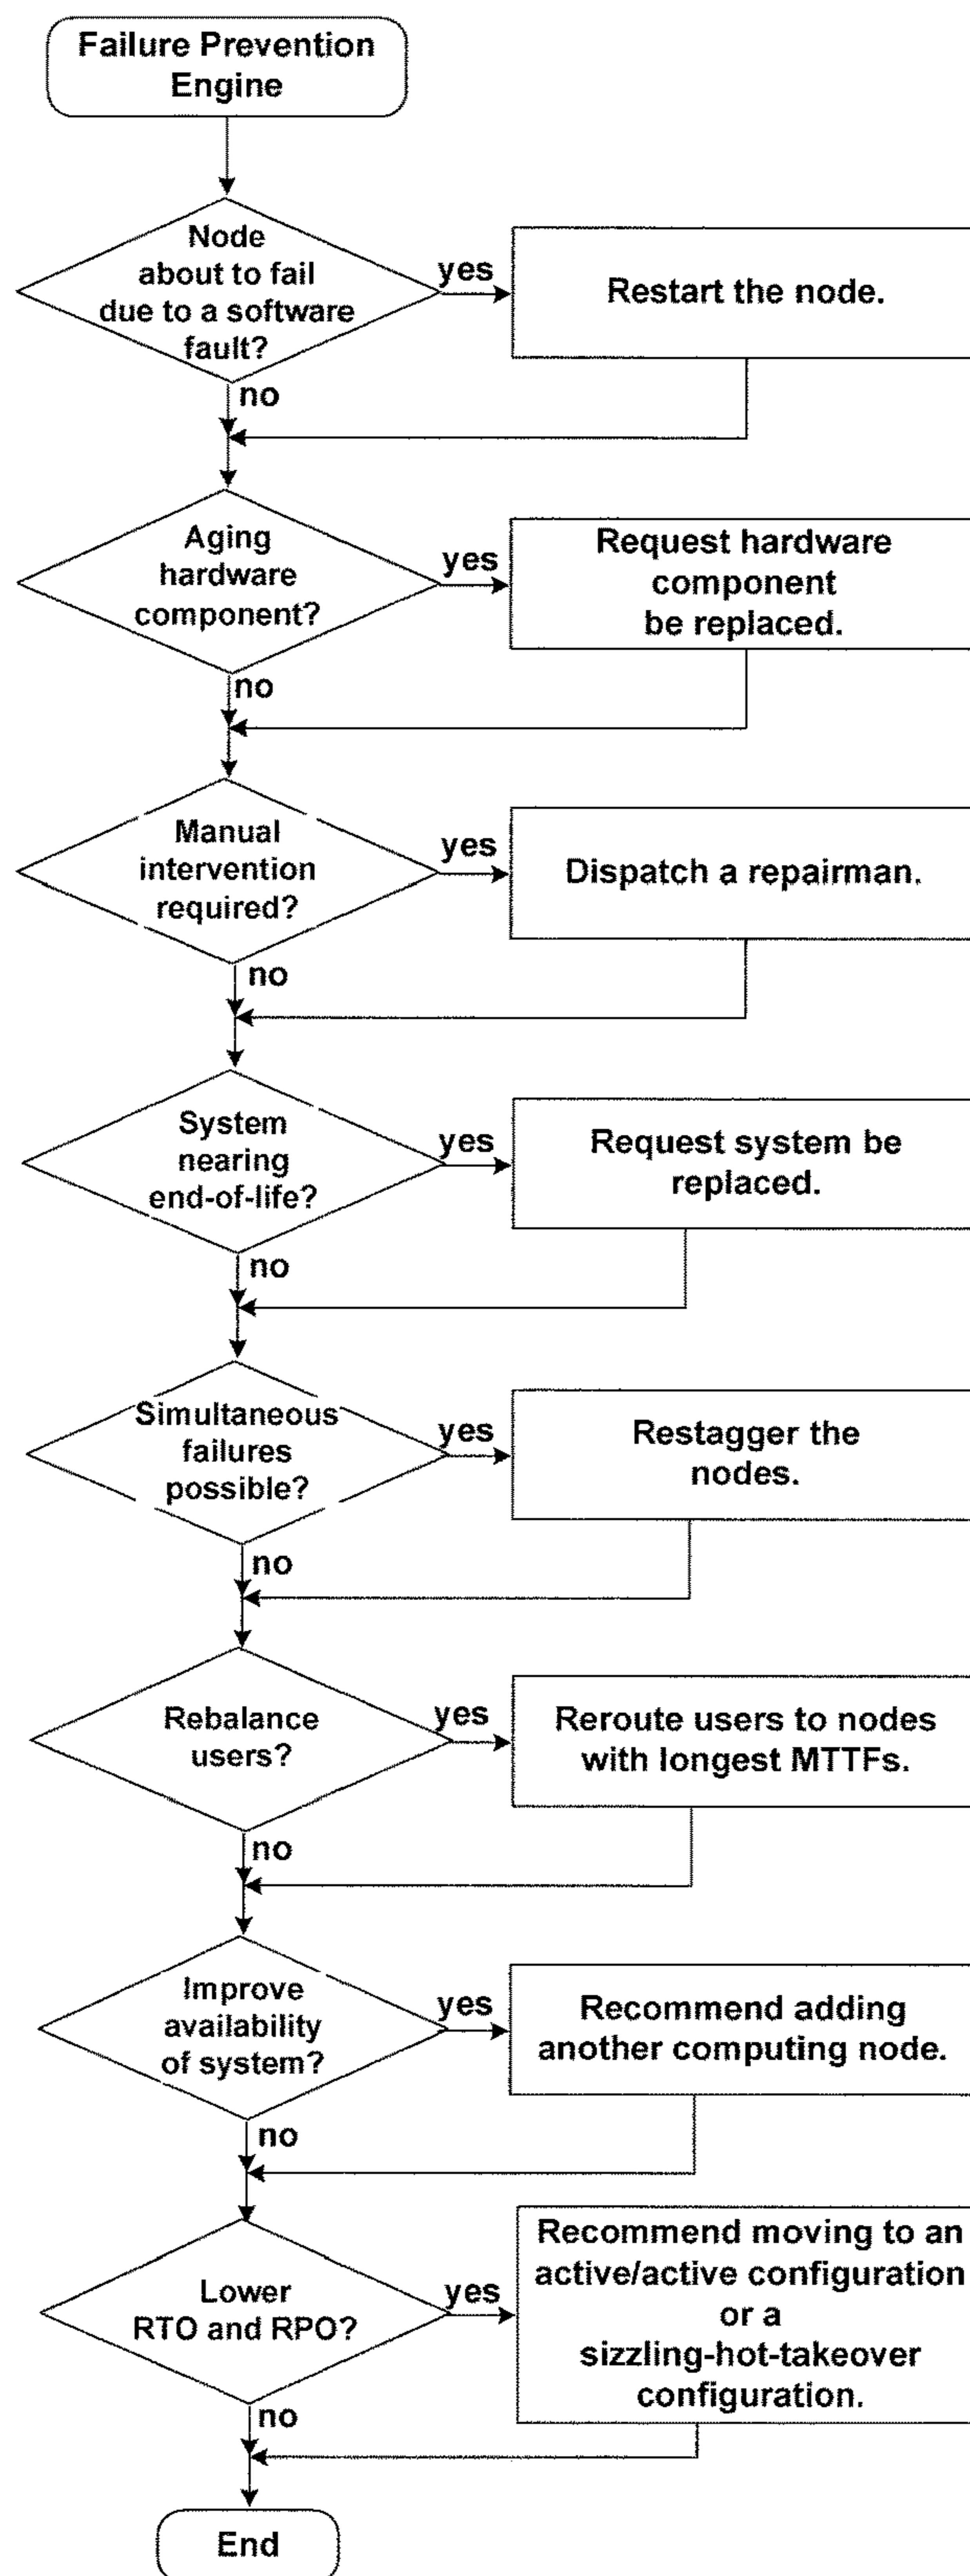 Failure Prevention
Engine
Node
about to fail
due to a software
fault?
yes
Restart the node.
no
Aging
hardware
component?
yes
Request hardware
component
be replaced.
no
Manual
intervention
required?
yes
Dispatch a repairman.
no
System
nearing
end-of-life?
yes
Request system be
replaced.
no
Simultaneous
failures
possible?
yes
Restagger the
nodes.
no
Rebalance
users?
yes
Reroute users to nodes
with longest MTTFs.
no
Improve
availability
of system?
yes
Recommend adding
another computing node.
no
Lower
RTO and RPO?
yes
Recommend moving to an
active/active configuration
or a
sizzling-hot-takeover
configuration.
no
End